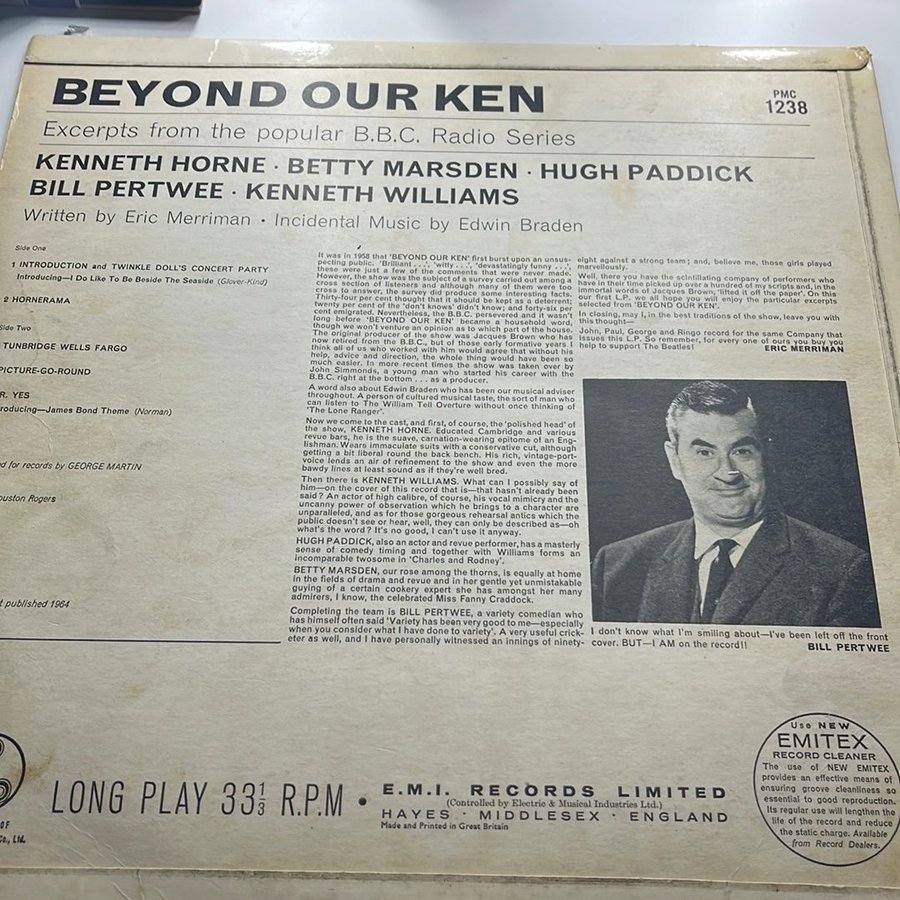 BEYOND OUR KEN
PMC
1238
Excerpts from the popular B.B.C. Radio Series
KENNETH HORNE · BETTY MARSDEN · HUGH PADDICK
BILL PERTWEE · KENNETH WILLIAMS
Written by Eric Merriman · Incidental Music by Edwin Braden
Side One
1 INTRODUCTION and TWINKLE DOLL'S CONCERT PARTY
Introducing—I Do Like To Be Beside The Seaside (Glover-Kind)
2 HORNERAMA
Side Two
TUNBRIDGE WELLS FARGO
PICTURE-GO-ROUND
R. YES
roducing—James Bond Theme (Norman)
ed for records by GEORGE MARTIN
ouston Rogers
t published 1964
It was in 1958 that 'BEYOND OUR KEN' first burst upon an unsus-
pecting public. 'Brilliant . . .', 'witty . . .', 'devastatingly funny . . .',
these were just a few of the comments that were never made.
However, the show was the subject of a survey carried out among a
cross section of listeners and although many of them were too
cross to answer, the survey did produce some interesting facts.
Thirty-four per cent thought that it should be kept as a deterrent;
twenty per cent of the 'don't knows' didn't know; and forty-six per
cent emigrated. Nevertheless, the B.B.C. persevered and it wasn't
long before 'BEYOND OUR KEN' became a household word,
though we won't venture an opinion as to which part of the house.
The original producer of the show was Jacques Brown who has
now retired from the B.B.C., but of those early formative years I
think all of us who worked with him would agree that without his
help, advice and direction, the whole thing would have been so
much easier. In more recent times the show was taken over by
John Simmonds, a young man who started his career with the
B.B.C. right at the bottom . . . as a producer.
A word also about Edwin Braden who has been our musical adviser
throughout. A person of cultured musical taste, the sort of man who
can listen to The William Tell Overture without once thinking of
'The Lone Ranger'.
Now we come to the cast, and first, of course, the 'polished head' of
the show, KENNETH HORNE. Educated Cambridge and various
revue bars, he is the suave, carnation-wearing epitome of an Eng-
lishman. Wears immaculate suits with a conservative cut, although
getting a bit liberal round the back bench. His rich, vintage-port-
voice lends an air of refinement to the show and even the more
bawdy lines at least sound as if they're well bred.
Then there is KENNETH WILLIAMS. What can I possibly say of
him—on the cover of this record that is—that hasn't already been
said? An actor of high calibre, of course, his vocal mimicry and the
uncanny power of observation which he brings to a character are
unparalleled, and as for those gorgeous rehearsal antics which the
public doesn't see or hear, well, they can only be described as—oh
what's the word? It's no good, I can't use it anyway.
HUGH PADDICK, also an actor and revue performer, has a masterly
sense of comedy timing and together with Williams forms an
incomparable twosome in 'Charles and Rodney'.
BETTY MARSDEN, our rose among the thorns, is equally at home
in the fields of drama and revue and in her gentle yet unmistakable
guying of a certain cookery expert she has amongst her many
admirers, I know, the celebrated Miss Fanny Craddock.
Completing the team is BILL PERTWEE, a variety comedian who
has himself often said 'Variety has been very good to me—especially
when you consider what I have done to variety'. A very useful crick-
eter as well, and I have personally witnessed an innings of ninety-
eight against a strong team; and, believe me, those girls played
marvellously.
Well, there you have the scintillating company of performers who
have in their time picked up over a hundred of my scripts and, in the
immortal words of Jacques Brown, 'lifted it off the paper'. On this
our first L.P. we all hope you will enjoy the particular excerpts
selected from 'BEYOND OUR KEN'.
In closing, may I, in the best traditions of the show, leave you with
this thought—
John, Paul, George and Ringo record for the same Company that
issues this L.P. So remember, for every one of ours you buy you
help to support The Beatles!
ERIC MERRIMAN
I don't know what I'm smiling about—I've been left off the front
cover. BUT—I AM on the record!!
BILL PERTWEE
OF
Co., Ltd.
LONG PLAY 33⅓ R.P.M •
E.M.I. RECORDS LIMITED
(Controlled by Electric & Musical Industries Ltd.)
HAYES · MIDDLESEX · ENGLAND
Made and Printed in Great Britain
Use NEW
EMITEX
RECORD CLEANER
The use of NEW EMITEX
provides an effective means of
ensuring groove cleanliness so
essential to good reproduction.
Its regular use will lengthen the
life of the record and reduce
the static charge. Available
from Record Dealers.